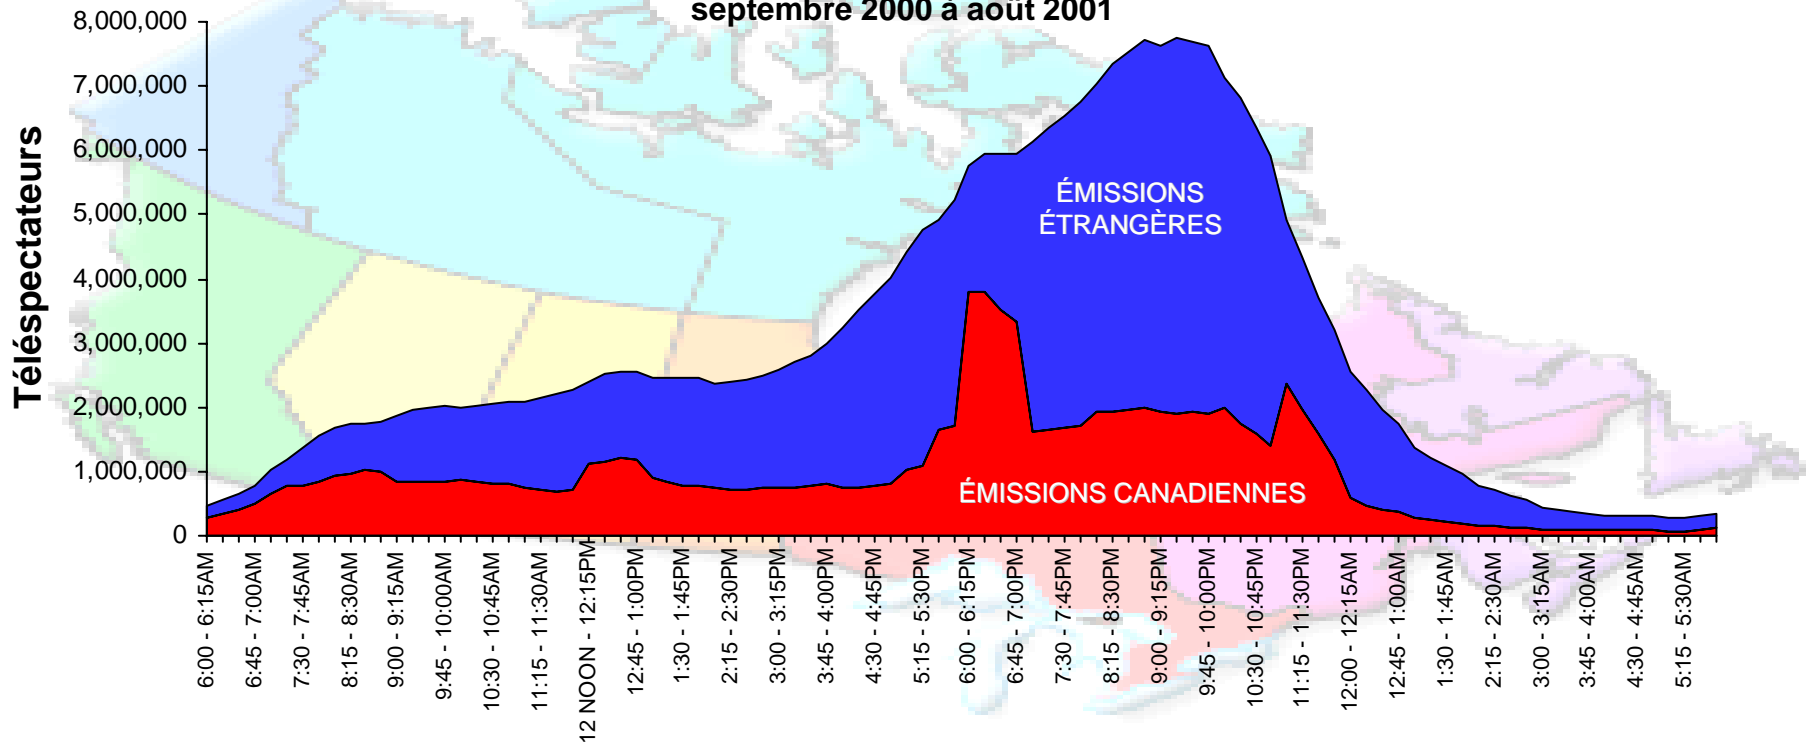 septembre 2000 à août 2001
Téléspectateurs
8,000,000
7,000,000
6,000,000
5,000,000
4,000,000
3,000,000
2,000,000
1,000,000
0
ÉMISSIONS
ÉTRANGÈRES
ÉMISSIONS CANADIENNES
6:00 - 6:15AM
6:45 - 7:00AM
7:30 - 7:45AM
8:15 - 8:30AM
9:00 - 9:15AM
9:45 - 10:00AM
10:30 - 10:45AM
11:15 - 11:30AM
12 NOON - 12:15PM
12:45 - 1:00PM
1:30 - 1:45PM
2:15 - 2:30PM
3:00 - 3:15PM
3:45 - 4:00PM
4:30 - 4:45PM
5:15 - 5:30PM
6:00 - 6:15PM
6:45 - 7:00PM
7:30 - 7:45PM
8:15 - 8:30PM
9:00 - 9:15PM
9:45 - 10:00PM
10:30 - 10:45PM
11:15 - 11:30PM
12:00 - 12:15AM
12:45 - 1:00AM
1:30 - 1:45AM
2:15 - 2:30AM
3:00 - 3:15AM
3:45 - 4:00AM
4:30 - 4:45AM
5:15 - 5:30AM